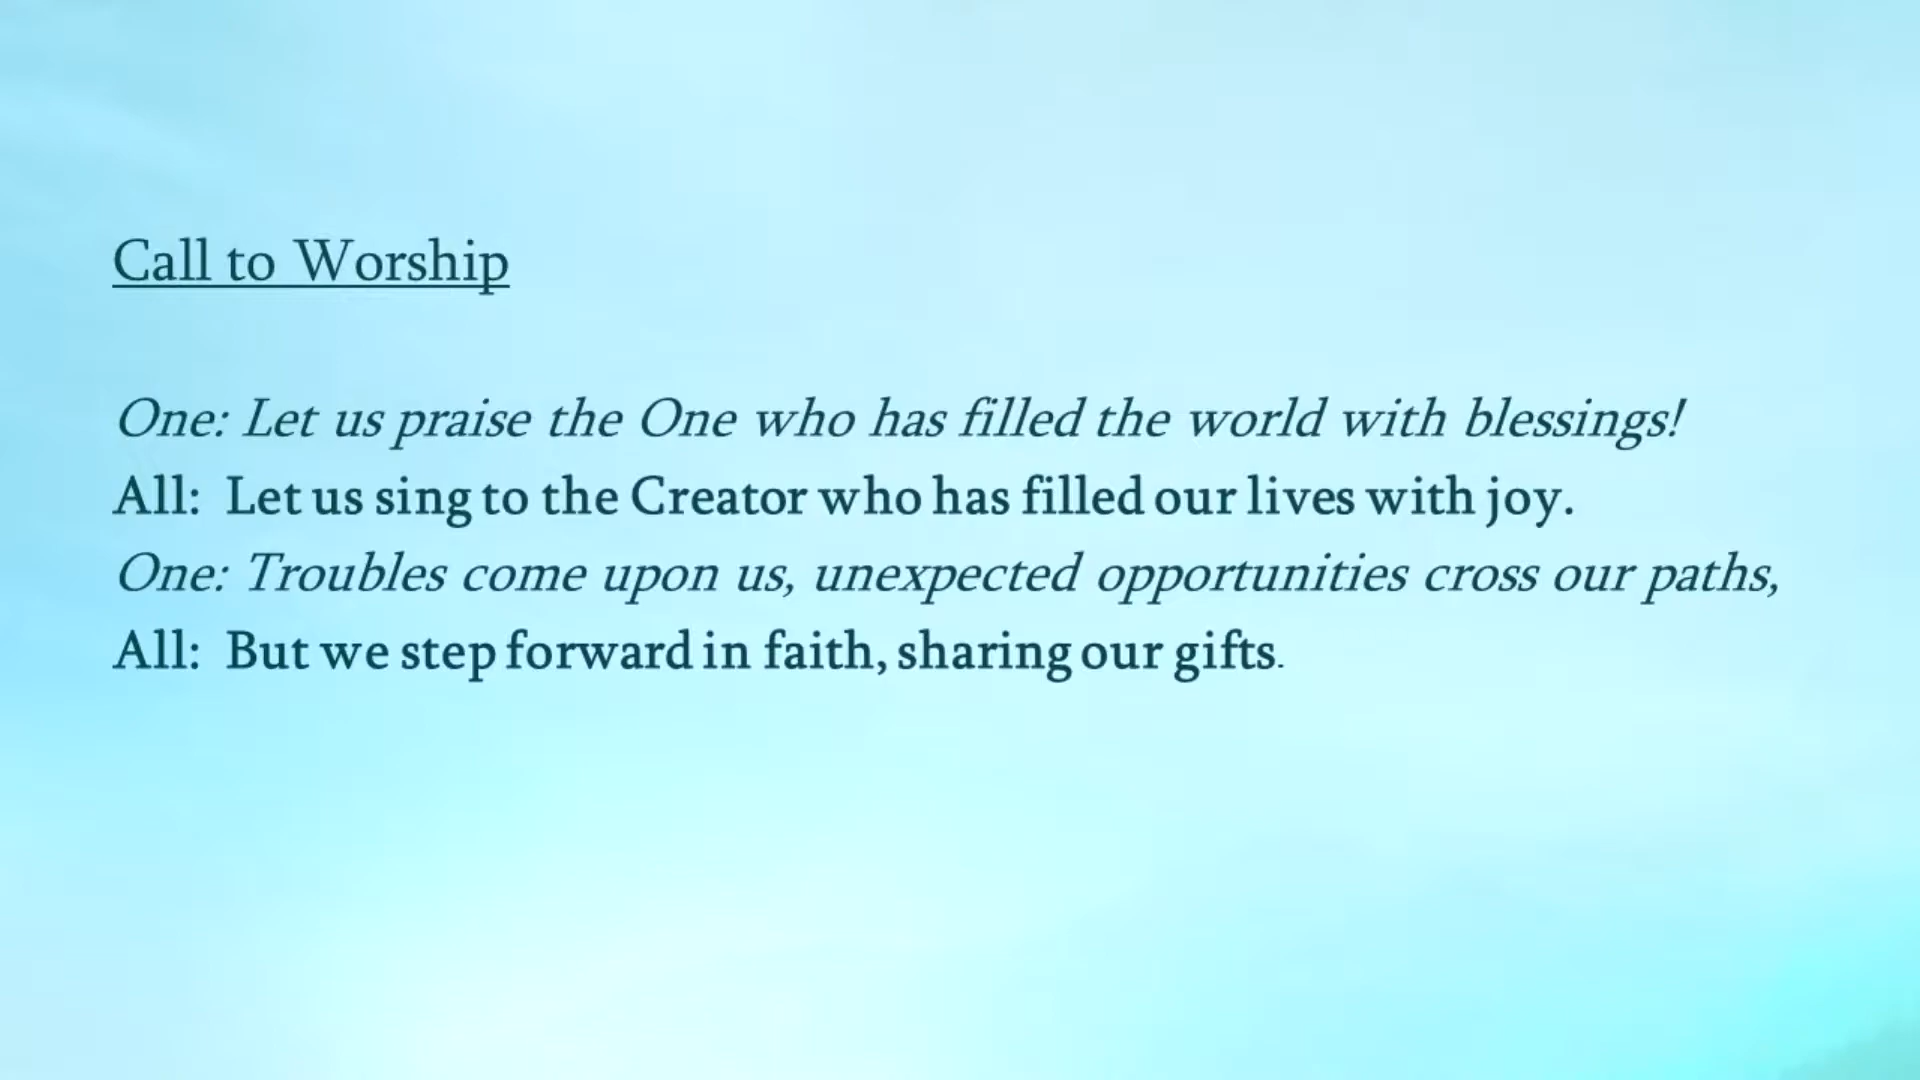 Call to Worship
One: Let us praise the One who has filled the world with blessings!
All: Let us sing to the Creator who has filled our lives with joy.
One: Troubles come upon us, unexpected opportunities cross our paths,
All: But we step forward in faith, sharing our gifts.